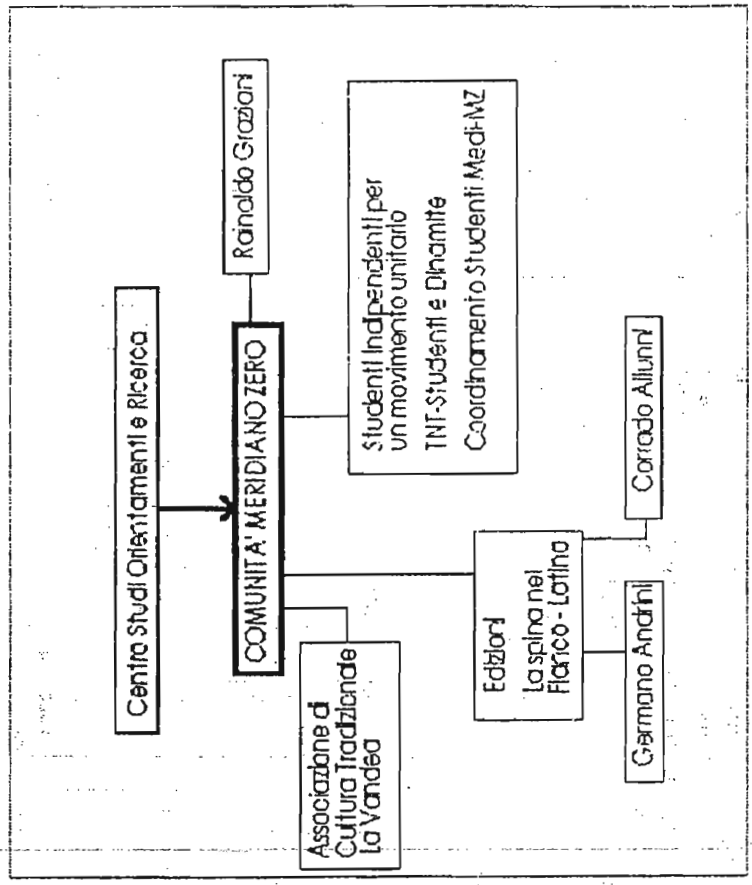 Centro Studi Orientamenti e Ricerca
COMUNITA' MERIDIANO ZERO
Rainaldo Graziani
Associazione di
Cultura Tradizionale
La Vandea
Edizioni
La spina nel
Fianco - Latina
Germano Andrini
Corrado Allunni
Studenti Indipendenti per
un movimento unitario
TNT-Studenti e Dinamite
Coordinamento Studenti Medi-MZ